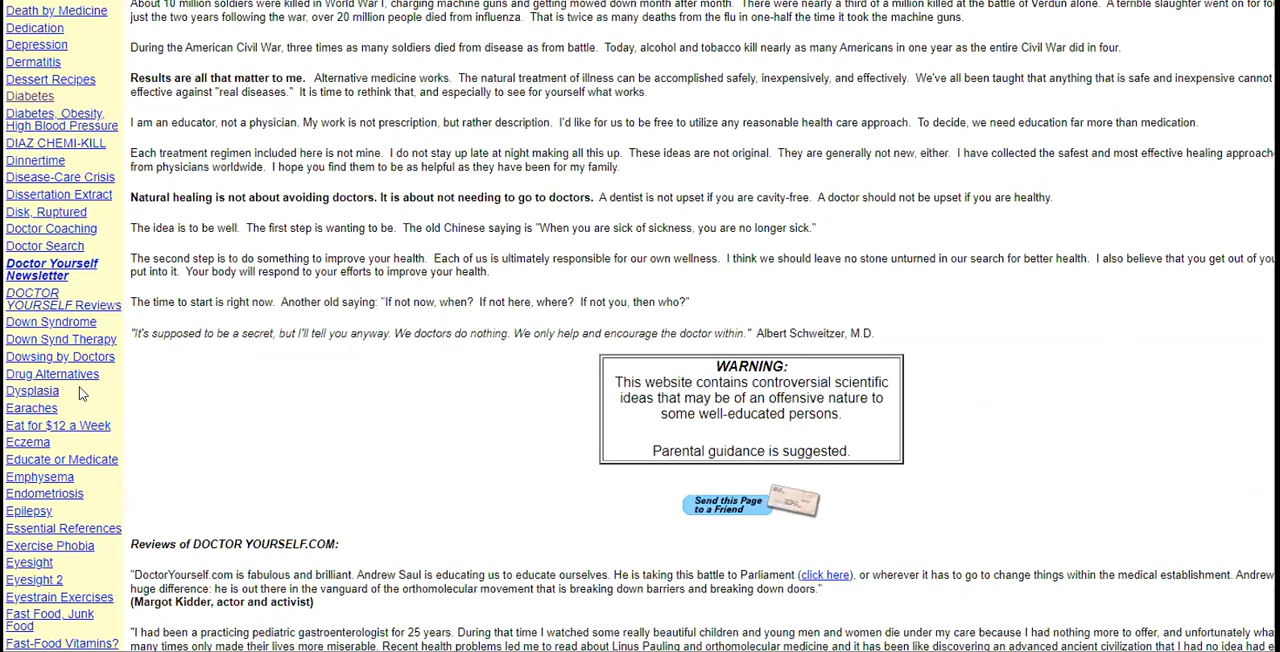 Death by Medicine
Dedication
Depression
Dermatitis
Dessert Recipes
Diabetes
Diabetes, Obesity,
High Blood Pressure
DIAZ CHEMI-KILL
Dinnertime
Disease-Care Crisis
Dissertation Extract
Disk, Ruptured
Doctor Coaching
Doctor Search
Doctor Yourself
Newsletter
DOCTOR
YOURSELF Reviews
Down Syndrome
Down Synd Therapy
Dowsing by Doctors
Drug Alternatives
Dysplasia
Earaches
Eat for $12 a Week
Eczema
Educate or Medicate
Emphysema
Endometriosis
Epilepsy
Essential References
Exercise Phobia
Eyesight
Eyesight 2
Eyestrain Exercises
Fast Food, Junk
Food
Fast-Food Vitamins?
About 10 million soldiers were killed in World War I, charging machine guns and getting mowed down month after month. There were nearly a third of a million killed at the battle of Verdun alone. A terrible slaughter went on for
just the two years following the war, over 20 million people died from influenza. That is twice as many deaths from the flu in one-half the time it took the machine guns.
During the American Civil War, three times as many soldiers died from disease as from battle. Today, alcohol and tobacco kill nearly as many Americans in one year as the entire Civil War did in four.
Results are all that matter to me. Alternative medicine works. The natural treatment of illness can be accomplished safely, inexpensively, and effectively. We've all been taught that anything that is safe and inexpensive cannot
effective against "real diseases." It is time to rethink that, and especially to see for yourself what works.
I am an educator, not a physician. My work is not prescription, but rather description. I'd like for us to be free to utilize any reasonable health care approach. To decide, we need education far more than medication.
Each treatment regimen included here is not mine. I do not stay up late at night making all this up. These ideas are not original. They are generally not new, either. I have collected the safest and most effective healing approache
from physicians worldwide. I hope you find them to be as helpful as they have been for my family.
Natural healing is not about avoiding doctors. It is about not needing to go to doctors. A dentist is not upset if you are cavity-free. A doctor should not be upset if you are healthy.
The idea is to be well. The first step is wanting to be. The old Chinese saying is "When you are sick of sickness, you are no longer sick."
The second step is to do something to improve your health. Each of us is ultimately responsible for our own wellness. I think we should leave no stone unturned in our search for better health. I also believe that you get out of you
put into it. Your body will respond to your efforts to improve your health.
The time to start is right now. Another old saying: "If not now, when? If not here, where? If not you, then who?"
"It's supposed to be a secret, but I'll tell you anyway. We doctors do nothing. We only help and encourage the doctor within." Albert Schweitzer, M.D.
WARNING:
This website contains controversial scientific
ideas that may be of an offensive nature to
some well-educated persons.
Parental guidance is suggested.
Send this Page
to a Friend
Reviews of DOCTOR YOURSELF.COM:
"DoctorYourself.com is fabulous and brilliant. Andrew Saul is educating us to educate ourselves. He is taking this battle to Parliament (click here), or wherever it has to go to change things within the medical establishment. Andrew
huge difference: he is out there in the vanguard of the orthomolecular movement that is breaking down barriers and breaking down doors."
(Margot Kidder, actor and activist)
"I had been a practicing pediatric gastroenterologist for 25 years. During that time I watched some really beautiful children and young men and women die under my care because I had nothing more to offer, and unfortunately wha
many times only made their lives more miserable. Recent health problems led me to read about Linus Pauling and orthomolecular medicine and it has been like discovering an advanced ancient civilization that I had no idea had e